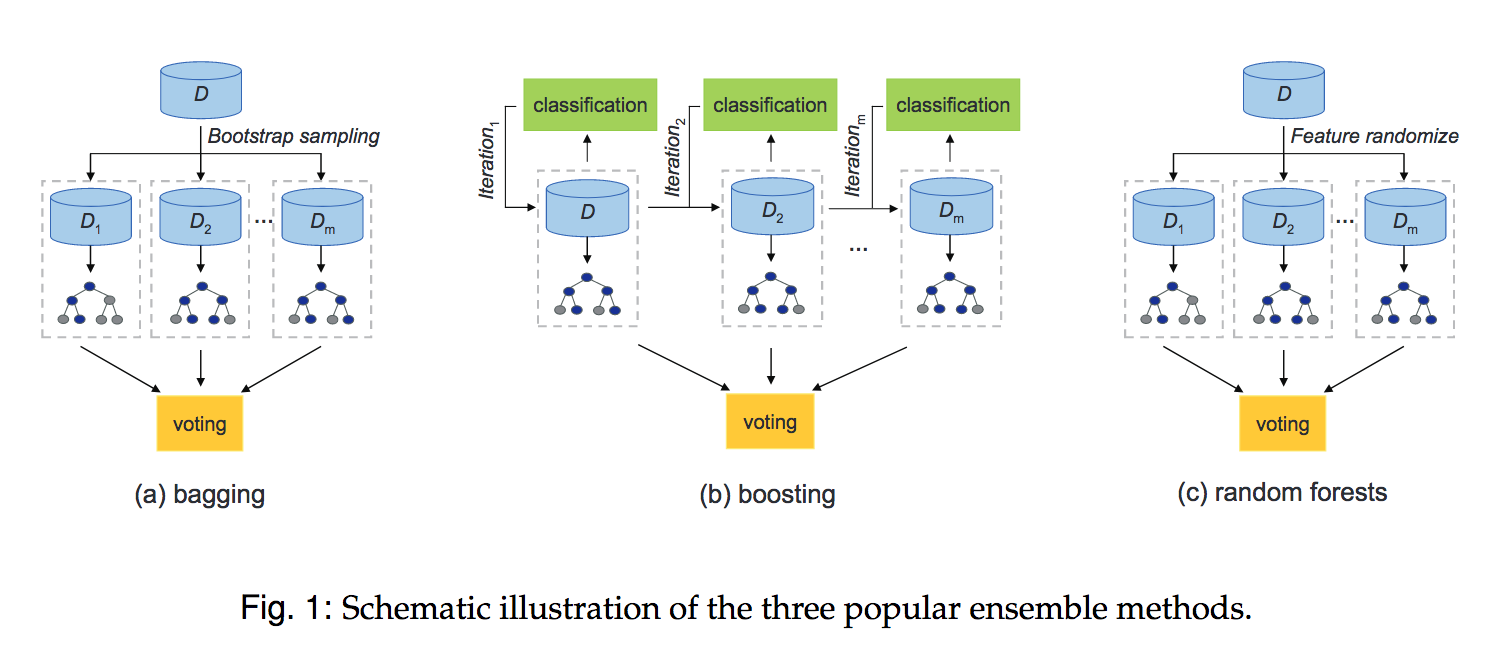 D
Bootstrap sampling
D1
D2
...
Dm
voting
(a) bagging
classification
classification
classification
Iteration1
Iteration2
Iterationm
D
D2
...
Dm
voting
(b) boosting
D
Feature randomize
D1
D2
...
Dm
voting
(c) random forests
Fig. 1: Schematic illustration of the three popular ensemble methods.